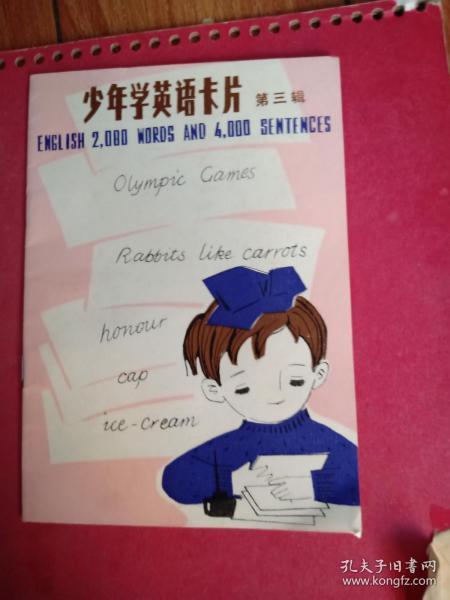 少年学英语卡片 第三辑
ENGLISH 2,080 WORDS AND 4,000 SENTENCES
Olympic Games
Rabbits like carrots
honour
cap
ice-cream
孔夫子旧书网
www.kongfz.com